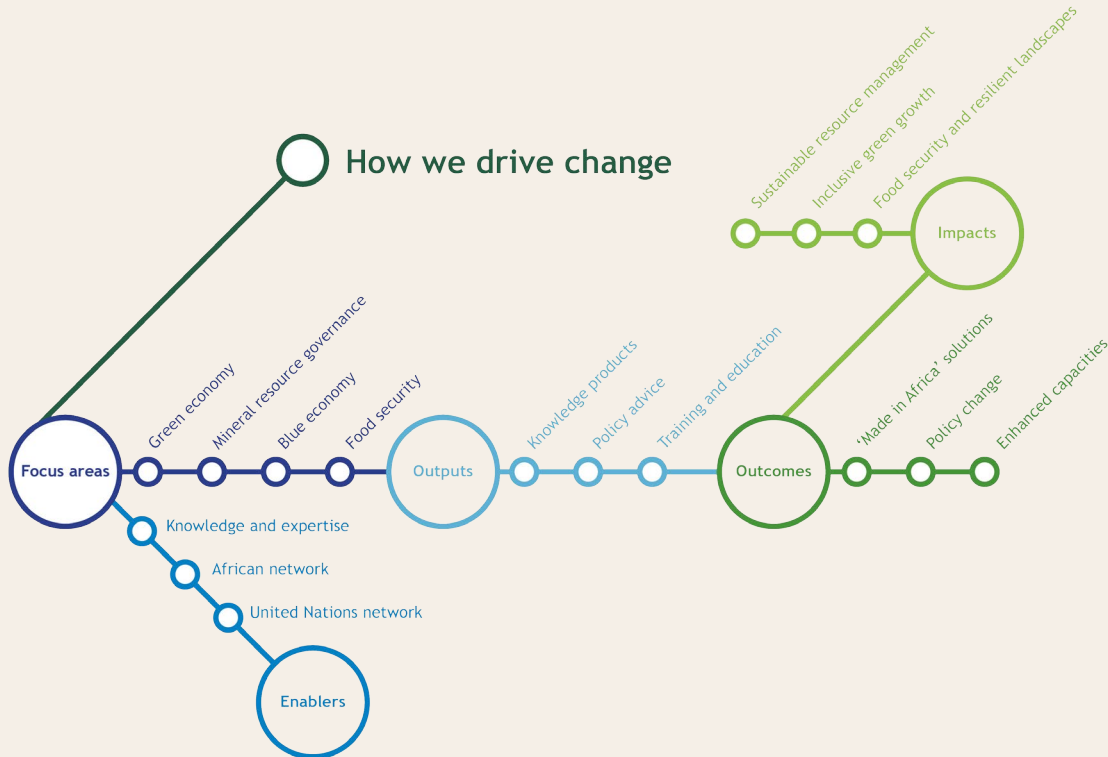 How we drive change
Focus areas
Green economy
Mineral resource governance
Blue economy
Food security
Knowledge and expertise
African network
United Nations network
Enablers
Outputs
Knowledge products
Policy advice
Training and education
Outcomes
‘Made in Africa’ solutions
Policy change
Enhanced capacities
Impacts
Sustainable resource management
Inclusive green growth
Food security and resilient landscapes